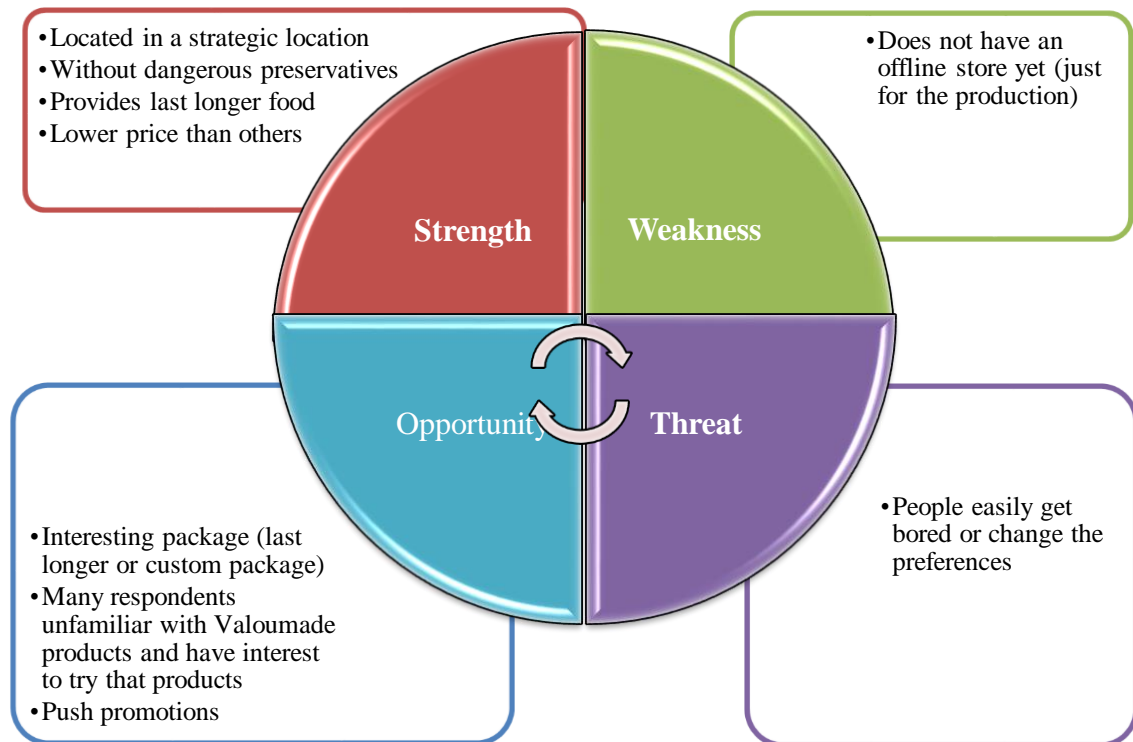 •Located in a strategic location
•Without dangerous preservatives
•Provides last longer food
•Lower price than others
•Does not have an
offline store yet (just
for the production)
Strength
Weakness
Opportunity
Threat
•Interesting package (last
longer or custom package)
•Many respondents
unfamiliar with Valoumade
products and have interest
to try that products
•Push promotions
•People easily get
bored or change the
preferences